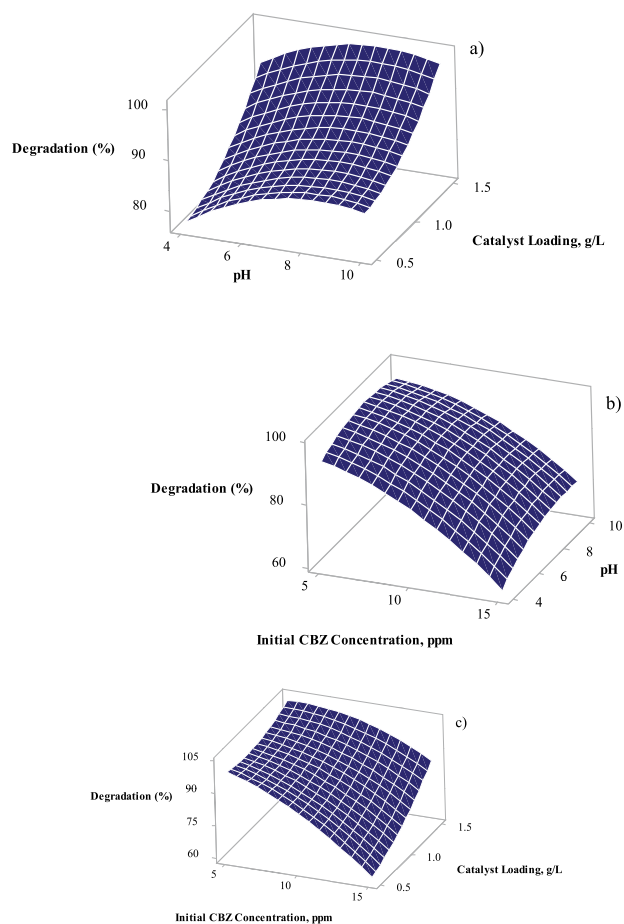 a)
100
Degradation (%)
90
80
1.5
1.0
Catalyst Loading, g/L
0.5
4
6
8
10
pH
b)
100
Degradation (%)
80
60
10
8
6
4
pH
5
10
15
Initial CBZ Concentration, ppm
c)
105
Degradation (%)
90
75
60
1.5
1.0
Catalyst Loading, g/L
0.5
5
10
15
Initial CBZ Concentration, ppm